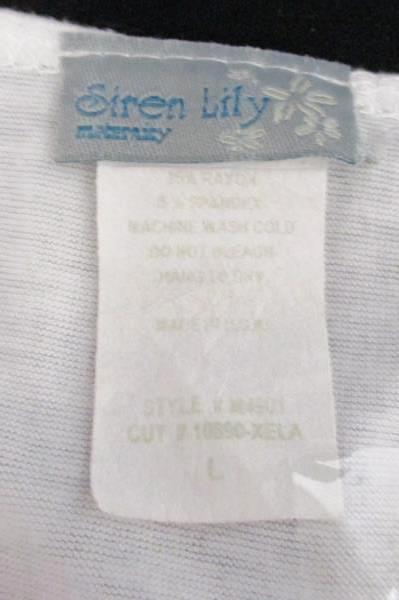 Siren Lily
maternity
RAYON
5% SPANDEX
MACHINE WASH COLD
DO NOT BLEACH
HANG TO DRY
MADE IN
STYLE # M4901
CUT # 10890-XELA
L